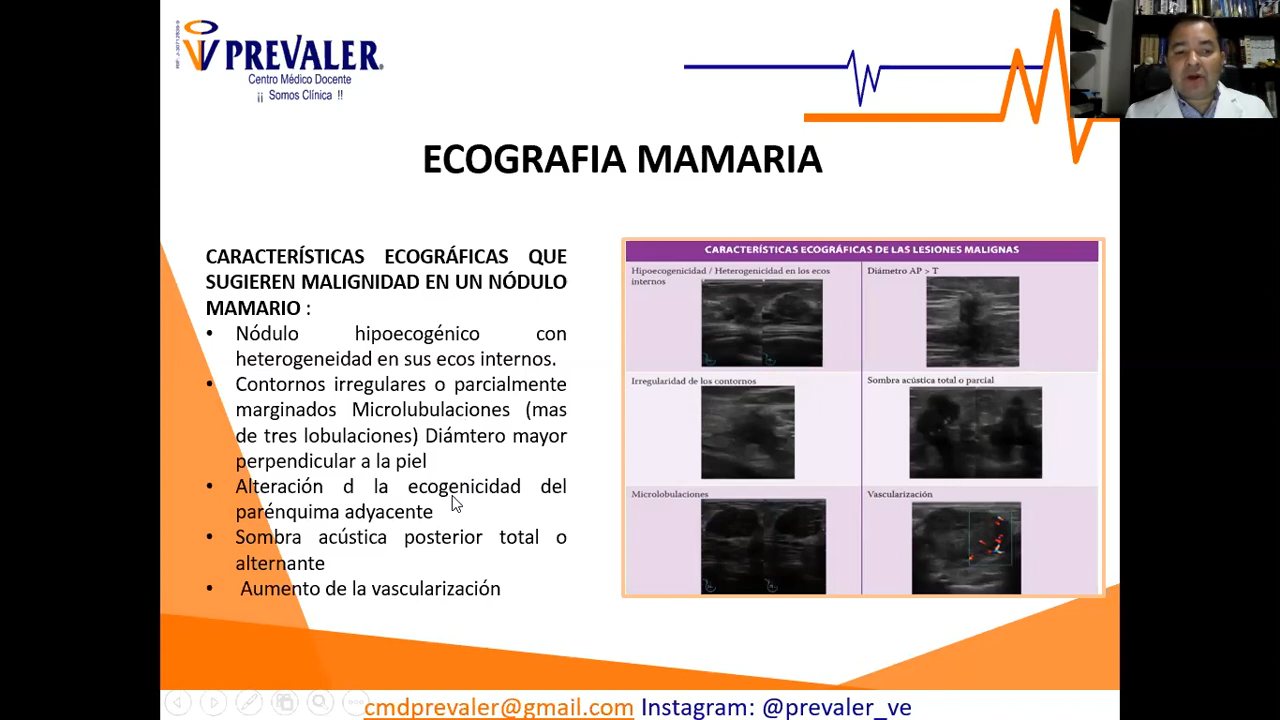 PREVALER
Centro Médico Docente
¡¡ Somos Clínica !!
ECOGRAFIA MAMARIA
CARACTERÍSTICAS ECOGRÁFICAS QUE
SUGIEREN MALIGNIDAD EN UN NÓDULO
MAMARIO :
• Nódulo hipoecogénico con
heterogeneidad en sus ecos internos.
• Contornos irregulares o parcialmente
marginados Microlubulaciones (mas
de tres lobulaciones) Diámtero mayor
perpendicular a la piel
• Alteración d la ecogenicidad del
parénquima adyacente
• Sombra acústica posterior total o
alternante
• Aumento de la vascularización
CARACTERÍSTICAS ECOGRÁFICAS DE LAS LESIONES MALIGNAS
Hipoecogenicidad / Heterogenicidad en los ecos
internos
Diámetro AP > T
Irregularidad de los contornos
Sombra acústica total o parcial
Microlobulaciones
Vascularización
cmdprevaler@gmail.com Instagram: @prevaler_ve